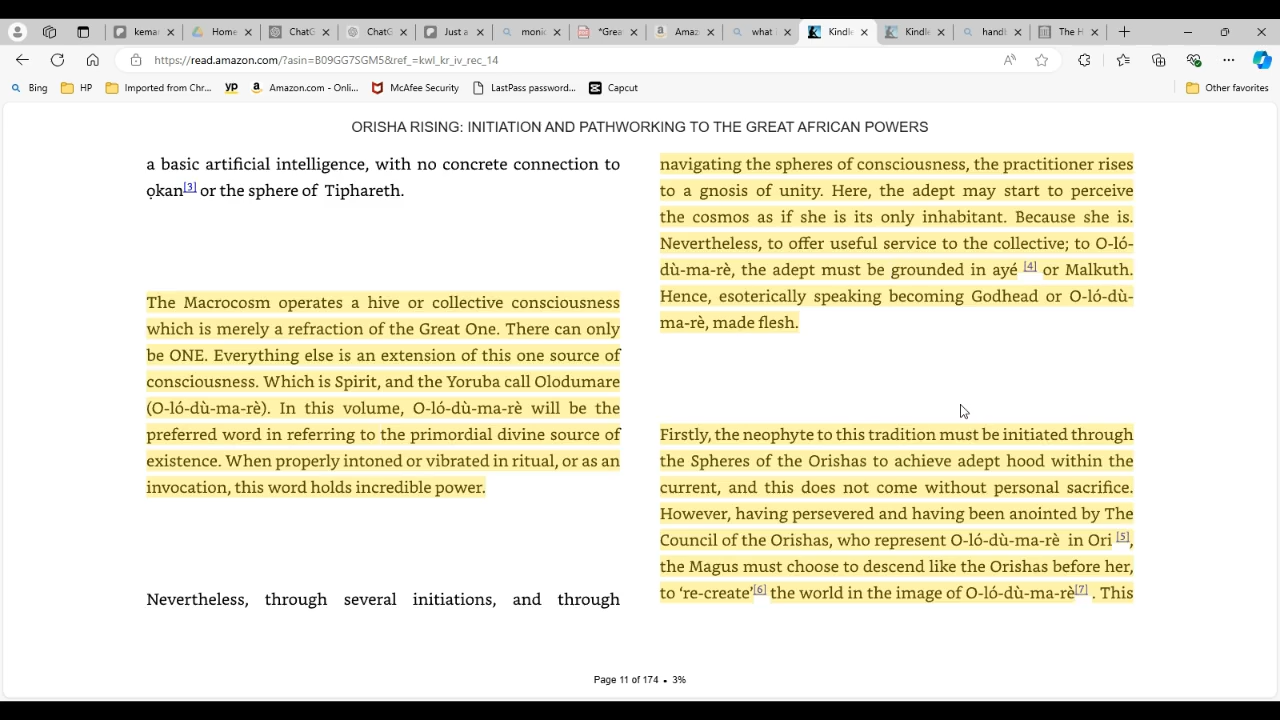 kema
Home
ChatG
ChatG
Just a
monic
*Grea
Amaz
what l
Kindle
Kindle
handl
The H
https://read.amazon.com/?asin=B09GG7SGM5&ref_=kwl_kr_iv_rec_14
Bing
HP
Imported from Chr...
yp
Amazon.com - Onli...
McAfee Security
LastPass password...
Capcut
Other favorites
ORISHA RISING: INITIATION AND PATHWORKING TO THE GREAT AFRICAN POWERS
a basic artificial intelligence, with no concrete connection to
ọkan[3] or the sphere of Tiphareth.
The Macrocosm operates a hive or collective consciousness
which is merely a refraction of the Great One. There can only
be ONE. Everything else is an extension of this one source of
consciousness. Which is Spirit, and the Yoruba call Olodumare
(O-ló-dù-ma-rè). In this volume, O-ló-dù-ma-rè will be the
preferred word in referring to the primordial divine source of
existence. When properly intoned or vibrated in ritual, or as an
invocation, this word holds incredible power.
Nevertheless, through several initiations, and through
navigating the spheres of consciousness, the practitioner rises
to a gnosis of unity. Here, the adept may start to perceive
the cosmos as if she is its only inhabitant. Because she is.
Nevertheless, to offer useful service to the collective; to O-ló-
dù-ma-rè, the adept must be grounded in ayé [4] or Malkuth.
Hence, esoterically speaking becoming Godhead or O-ló-dù-
ma-rè, made flesh.
Firstly, the neophyte to this tradition must be initiated through
the Spheres of the Orishas to achieve adept hood within the
current, and this does not come without personal sacrifice.
However, having persevered and having been anointed by The
Council of the Orishas, who represent O-ló-dù-ma-rè in Ori [5],
the Magus must choose to descend like the Orishas before her,
to ‘re-create’[6] the world in the image of O-ló-dù-ma-rè[7] . This
Page 11 of 174 • 3%